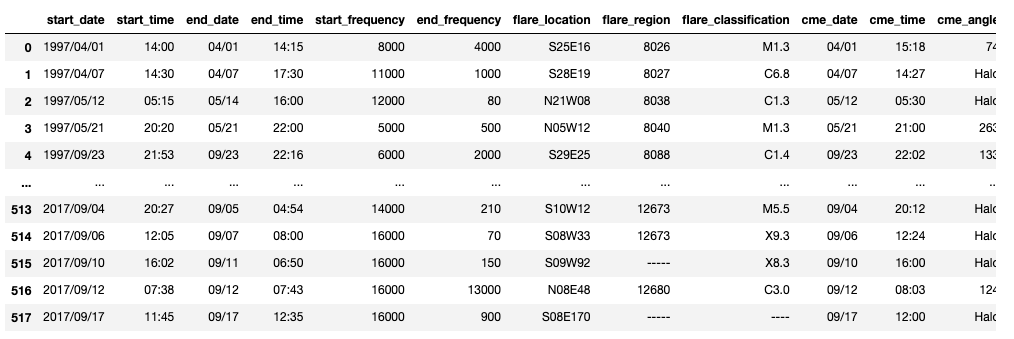 start_date start_time end_date end_time start_frequency end_frequency flare_location flare_region flare_classification cme_date cme_time cme_angle
0 1997/04/01 14:00 04/01 14:15 8000 4000 S25E16 8026 M1.3 04/01 15:18 74
1 1997/04/07 14:30 04/07 17:30 11000 1000 S28E19 8027 C6.8 04/07 14:27 Halo
2 1997/05/12 05:15 05/14 16:00 12000 80 N21W08 8038 C1.3 05/12 05:30 Halo
3 1997/05/21 20:20 05/21 22:00 5000 500 N05W12 8040 M1.3 05/21 21:00 263
4 1997/09/23 21:53 09/23 22:16 6000 2000 S29E25 8088 C1.4 09/23 22:02 133
... ... ... ... ... ... ... ... ... ... ... ... ...
513 2017/09/04 20:27 09/05 04:54 14000 210 S10W12 12673 M5.5 09/04 20:12 Halo
514 2017/09/06 12:05 09/07 08:00 16000 70 S08W33 12673 X9.3 09/06 12:24 Halo
515 2017/09/10 16:02 09/11 06:50 16000 150 S09W92 ----- X8.3 09/10 16:00 Halo
516 2017/09/12 07:38 09/12 07:43 16000 13000 N08E48 12680 C3.0 09/12 08:03 124
517 2017/09/17 11:45 09/17 12:35 16000 900 S08E170 ----- ---- 09/17 12:00 Halo